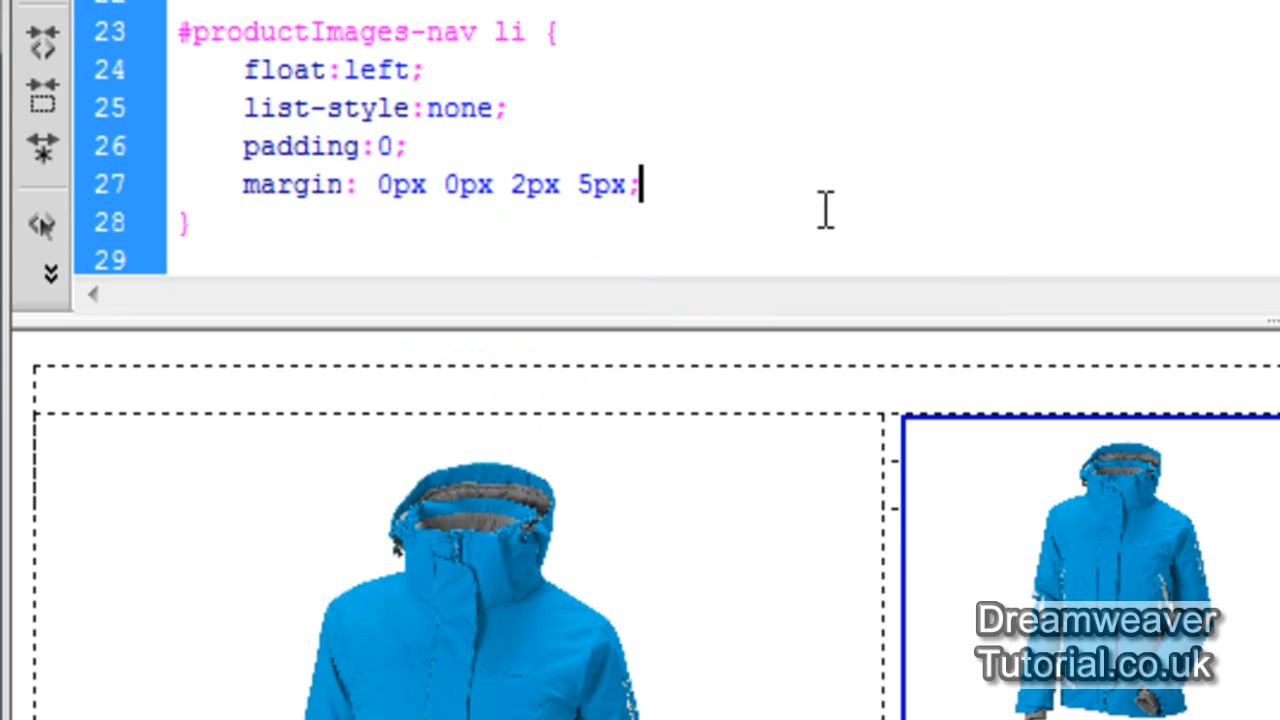 23 #productImages-nav li {
24 float:left;
25 list-style:none;
26 padding:0;
27 margin: 0px 0px 2px 5px;
28 }
29
Dreamweaver
Tutorial.co.uk